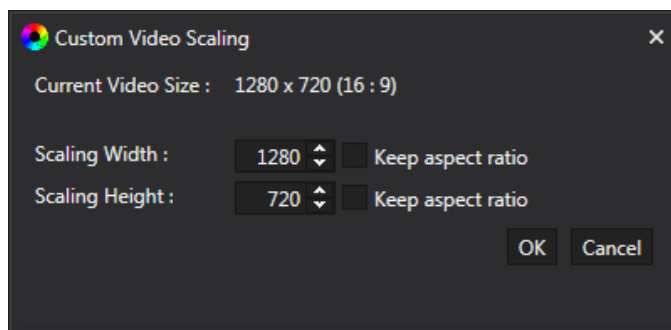 Custom Video Scaling
Current Video Size : 1280 x 720 (16 : 9)
Scaling Width : 1280 Keep aspect ratio
Scaling Height : 720 Keep aspect ratio
OK Cancel